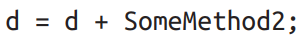 d = d + SomeMethod2;